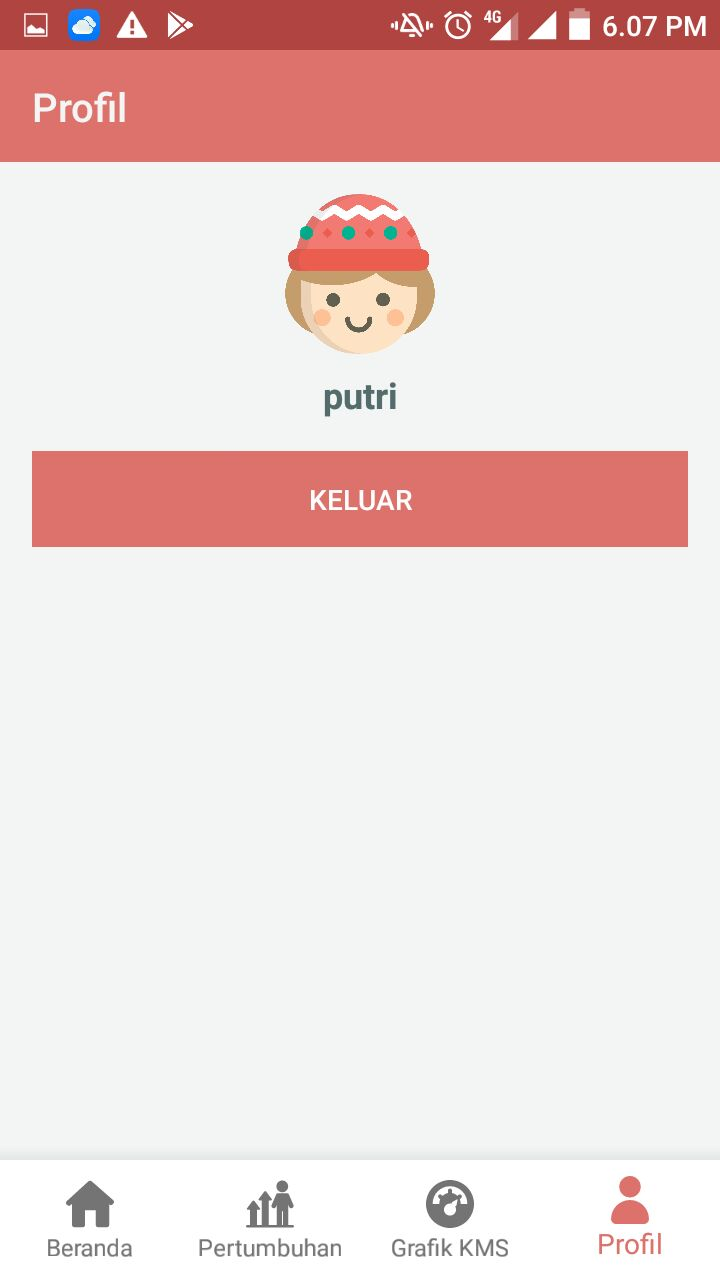 4G 6.07 PM
Profil
putri
KELUAR
Beranda Pertumbuhan Grafik KMS Profil